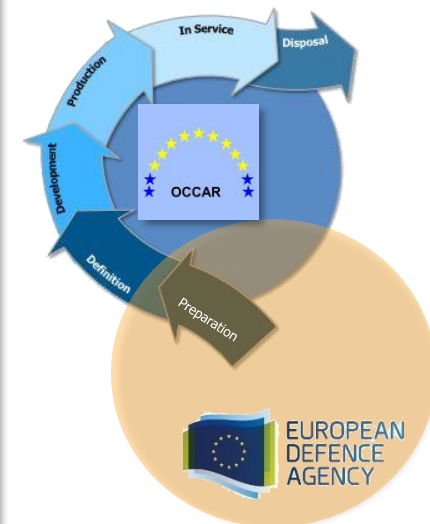 In Service
Disposal
Production
Development
OCCAR
Definition
Preparation
EUROPEAN
DEFENCE
AGENCY